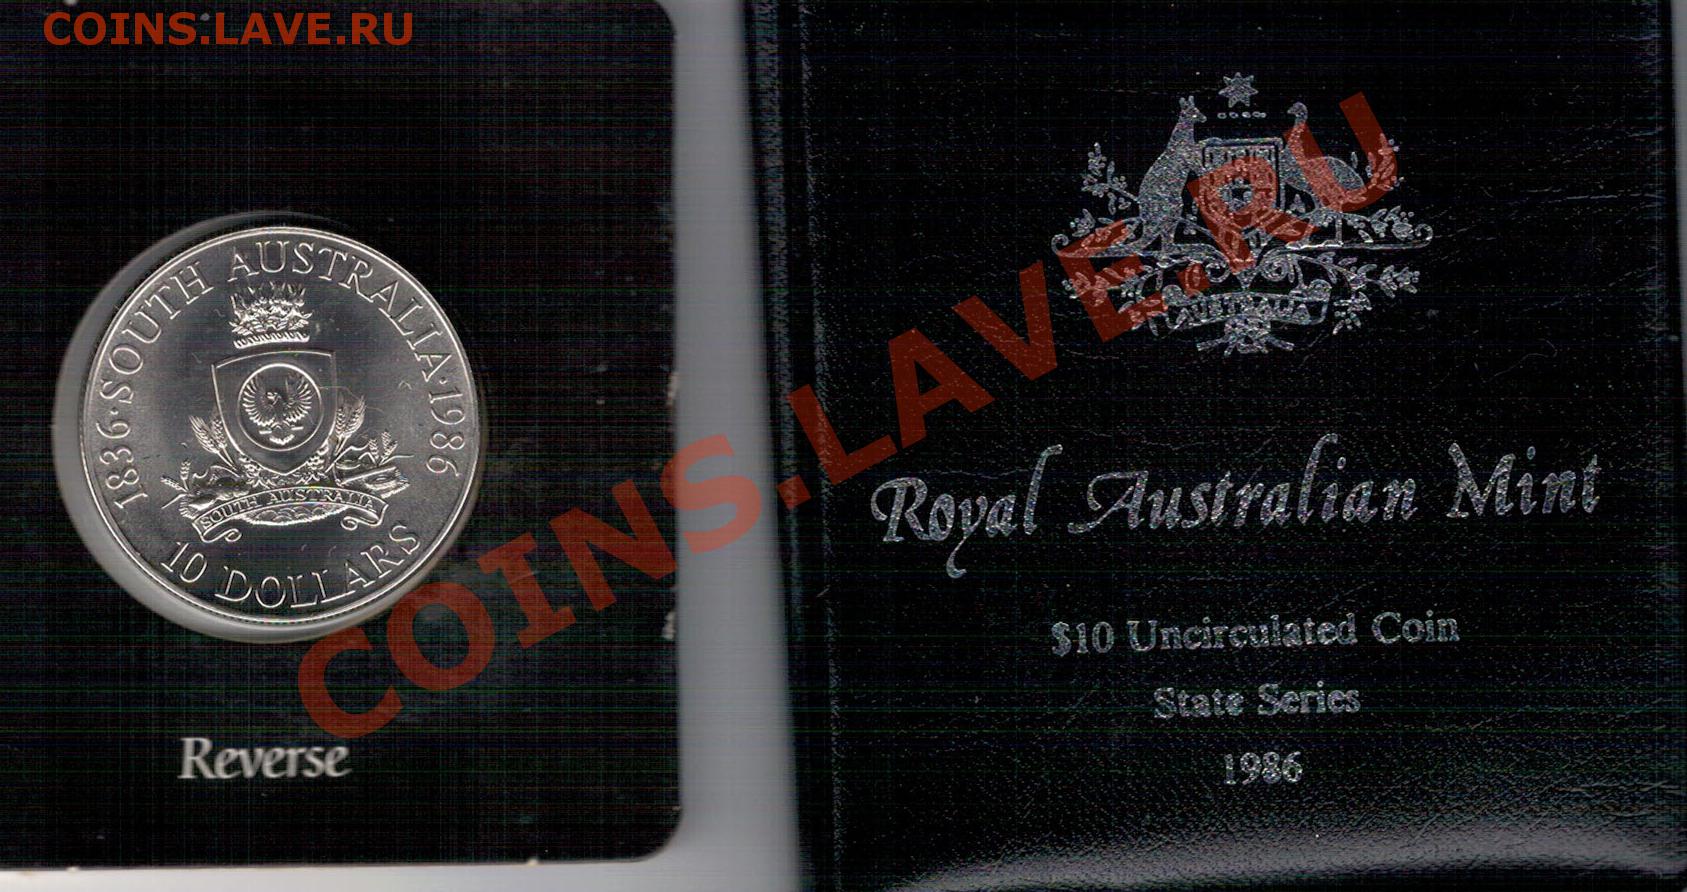 COINS.LAVE.RU
1836·SOUTH AUSTRALIA·1986
SOUTH AUSTRALIA
10 DOLLARS
Reverse
AUSTRALIA
Royal Australian Mint
$10 Uncirculated Coin
State Series
1986
COINS.LAVE.RU